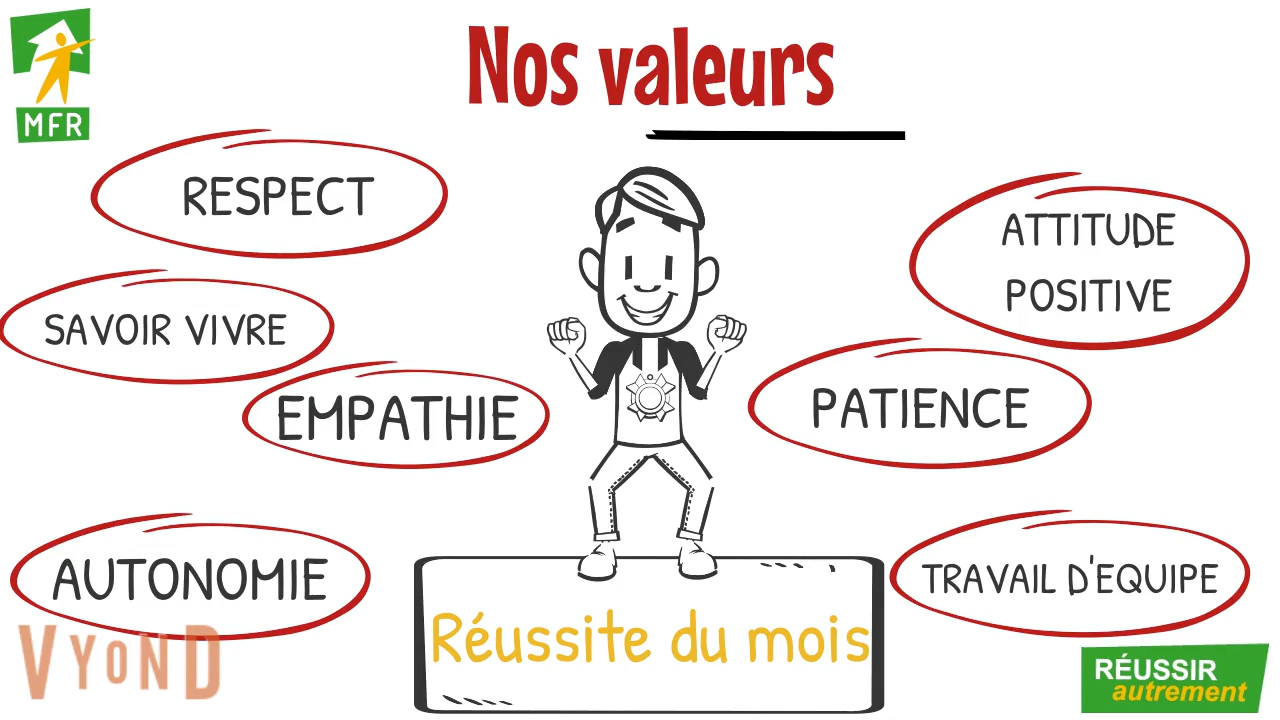 Nos valeurs
MFR
RESPECT
ATTITUDE
POSITIVE
SAVOIR VIVRE
EMPATHIE
PATIENCE
AUTONOMIE
TRAVAIL D'EQUIPE
Réussite du mois
VYOND
RÉUSSIR
autrement